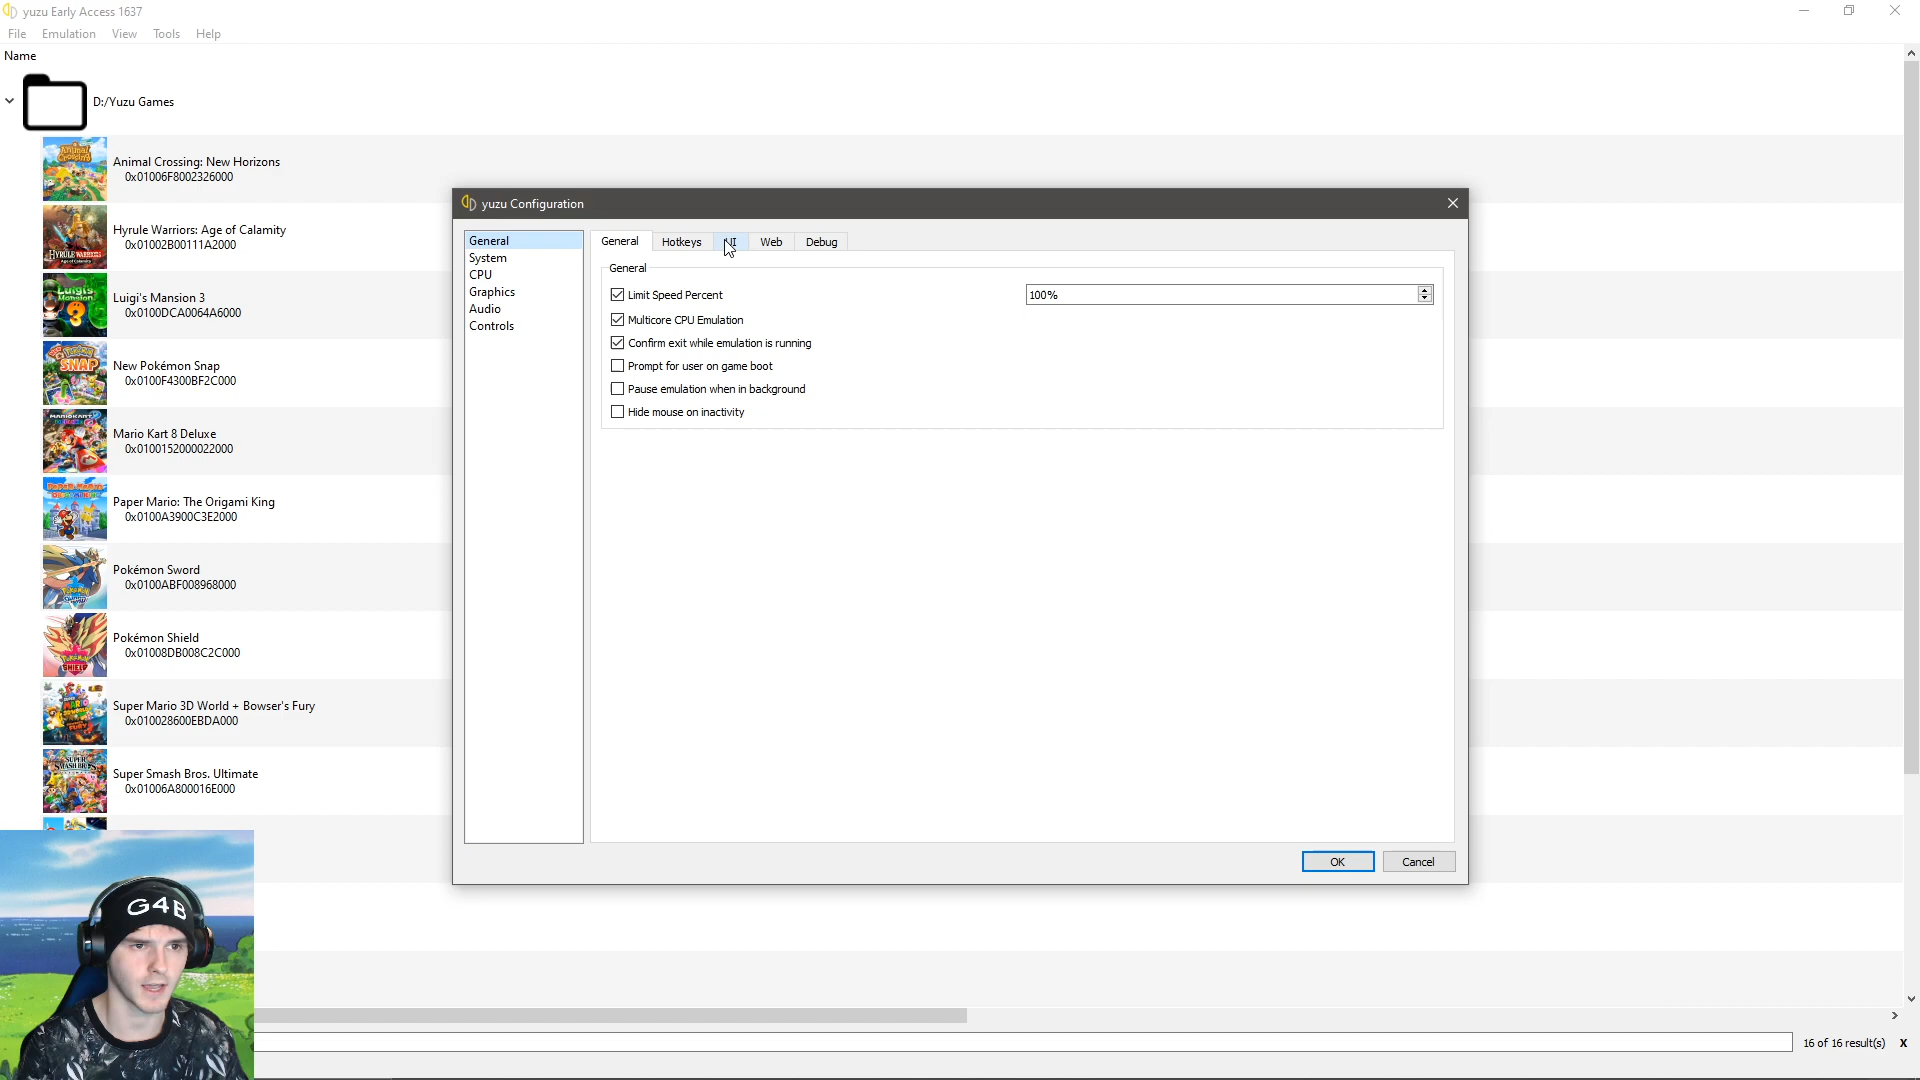 yuzu Early Access 1637
File Emulation View Tools Help
Name
D:/Yuzu Games
Animal Crossing: New Horizons
0x01006F8002326000
Hyrule Warriors: Age of Calamity
0x01002B00111A2000
Luigi's Mansion 3
0x0100DCA0064A6000
New Pokémon Snap
0x0100F4300BF2C000
Mario Kart 8 Deluxe
0x0100152000022000
Paper Mario: The Origami King
0x0100A3900C3E2000
Pokémon Sword
0x0100ABF008968000
Pokémon Shield
0x01008DB008C2C000
Super Mario 3D World + Bowser's Fury
0x010028600EBDA000
Super Smash Bros. Ultimate
0x01006A800016E000
yuzu Configuration
General
System
CPU
Graphics
Audio
Controls
General Hotkeys UI Web Debug
General
Limit Speed Percent 100%
Multicore CPU Emulation
Confirm exit while emulation is running
Prompt for user on game boot
Pause emulation when in background
Hide mouse on inactivity
OK Cancel
G4B
16 of 16 result(s) X